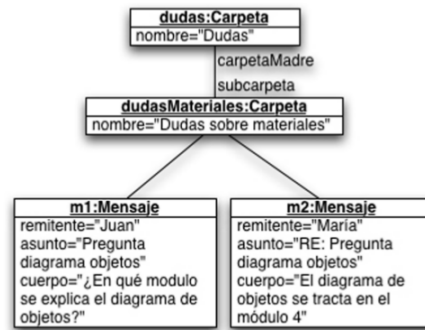 dudas:Carpeta
nombre="Dudas"
carpetaMadre
subcarpeta
dudasMateriales:Carpeta
nombre="Dudas sobre materiales"
m1:Mensaje
remitente="Juan"
asunto="Pregunta
diagrama objetos"
cuerpo="¿En qué modulo
se explica el diagrama de
objetos?"
m2:Mensaje
remitente="María"
asunto="RE: Pregunta
diagrama objetos"
cuerpo="El diagrama de
objetos se tracta en el
módulo 4"